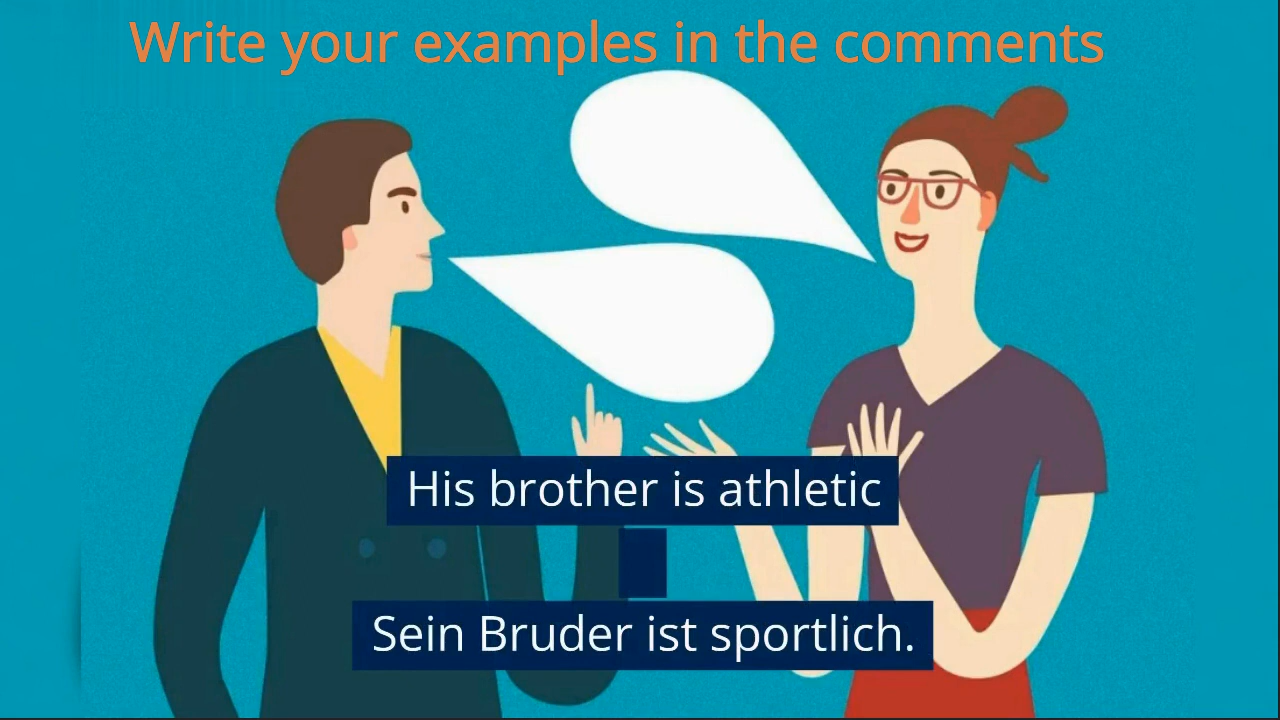 Write your examples in the comments
His brother is athletic
Sein Bruder ist sportlich.